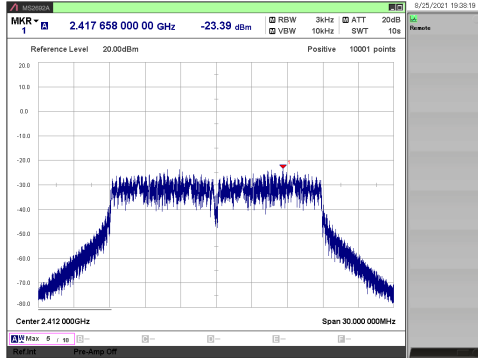 MS2692A
8/25/2021 19:38:19
MKR 1 A 2.417 658 000 00 GHz -23.39 dBm RBW 3kHz ATT 20dB
VBW 10kHz SWT 10s
Remote
Reference Level 20.00dBm Positive 10001 points
20.0
10.0
0.0
-10.0
-20.0
-30.0
-40.0
-50.0
-60.0
-70.0
-80.0
Center 2.412 000GHz Span 30.000 000MHz
A Max 5 / 10
Ref.Int Pre-Amp Off